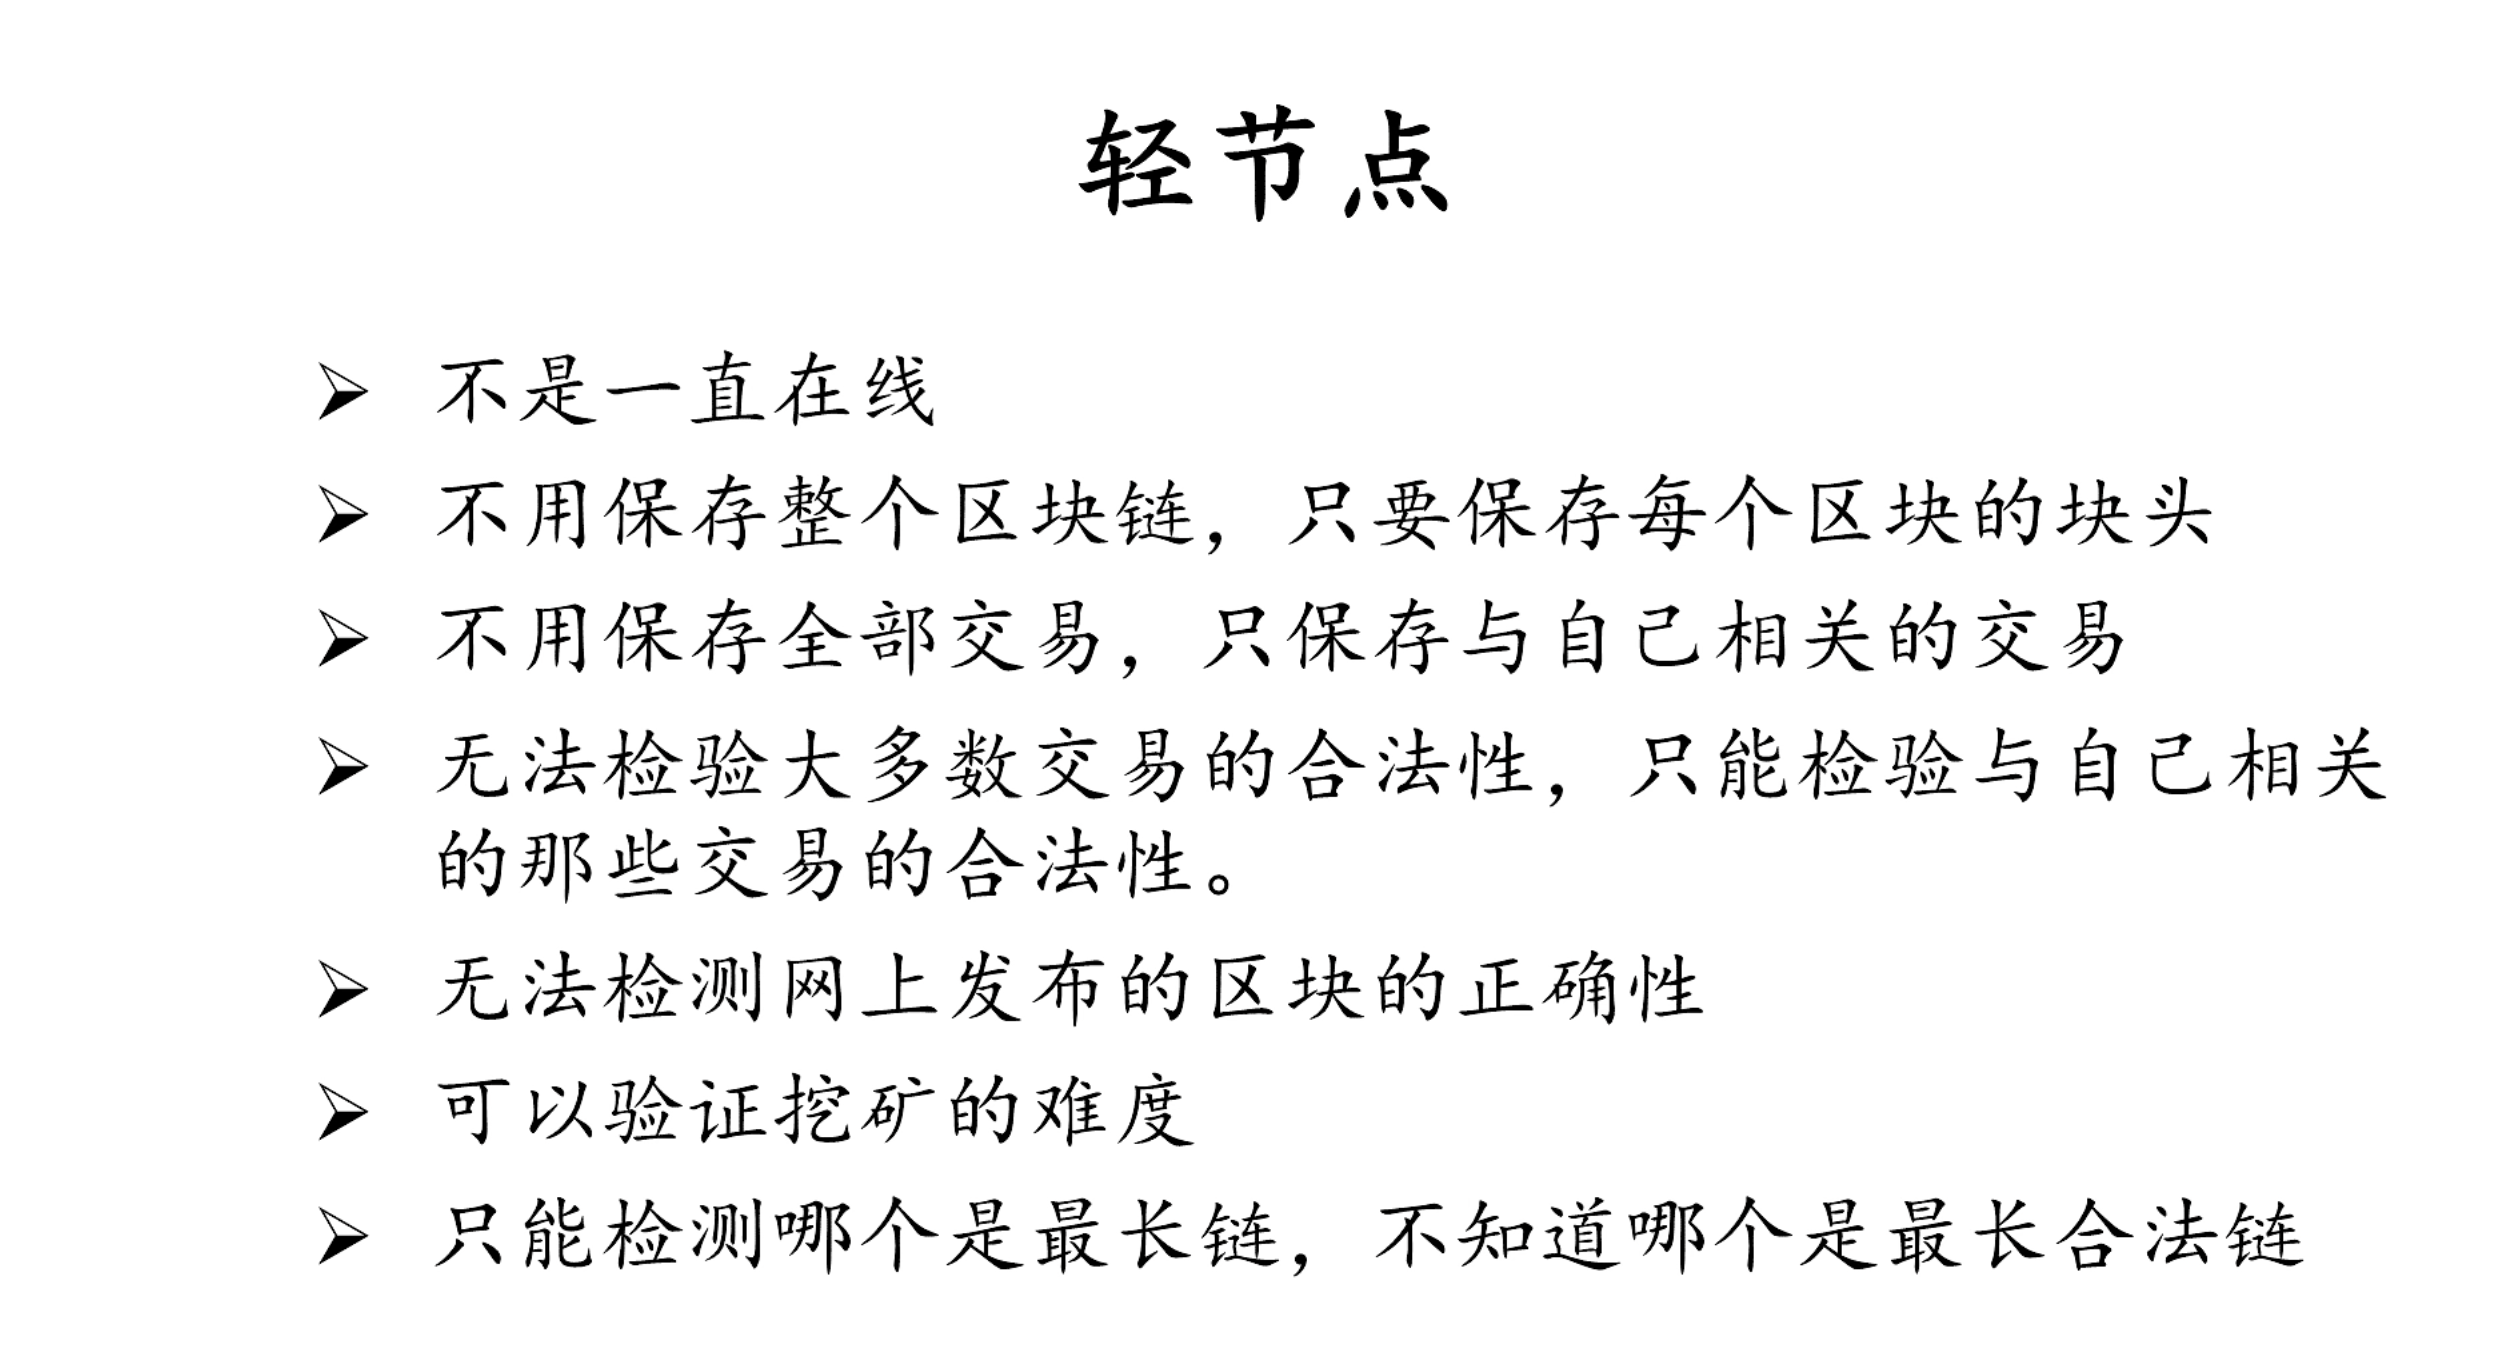 轻节点
➢ 不是一直在线
➢ 不用保存整个区块链，只要保存每个区块的块头
➢ 不用保存全部交易，只保存与自己相关的交易
➢ 无法检验大多数交易的合法性，只能检验与自己相关
的那些交易的合法性。
➢ 无法检测网上发布的区块的正确性
➢ 可以验证挖矿的难度
➢ 只能检测哪个是最长链，不知道哪个是最长合法链